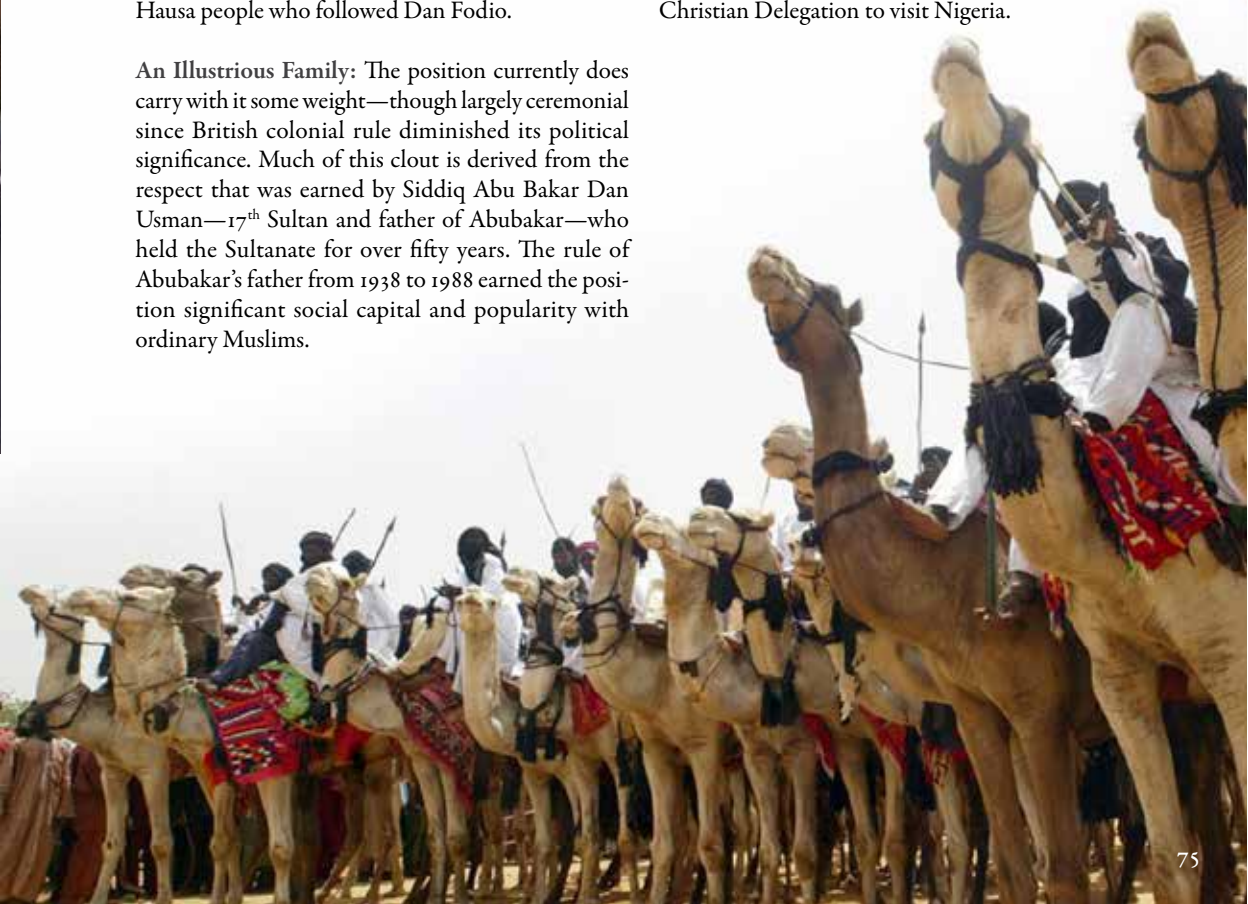 Hausa people who followed Dan Fodio.
An Illustrious Family: The position currently does
carry with it some weight—though largely ceremonial
since British colonial rule diminished its political
significance. Much of this clout is derived from the
respect that was earned by Siddiq Abu Bakar Dan
Usman—17th Sultan and father of Abubakar—who
held the Sultanate for over fifty years. The rule of
Abubakar’s father from 1938 to 1988 earned the posi-
tion significant social capital and popularity with
ordinary Muslims.
Christian Delegation to visit Nigeria.
75